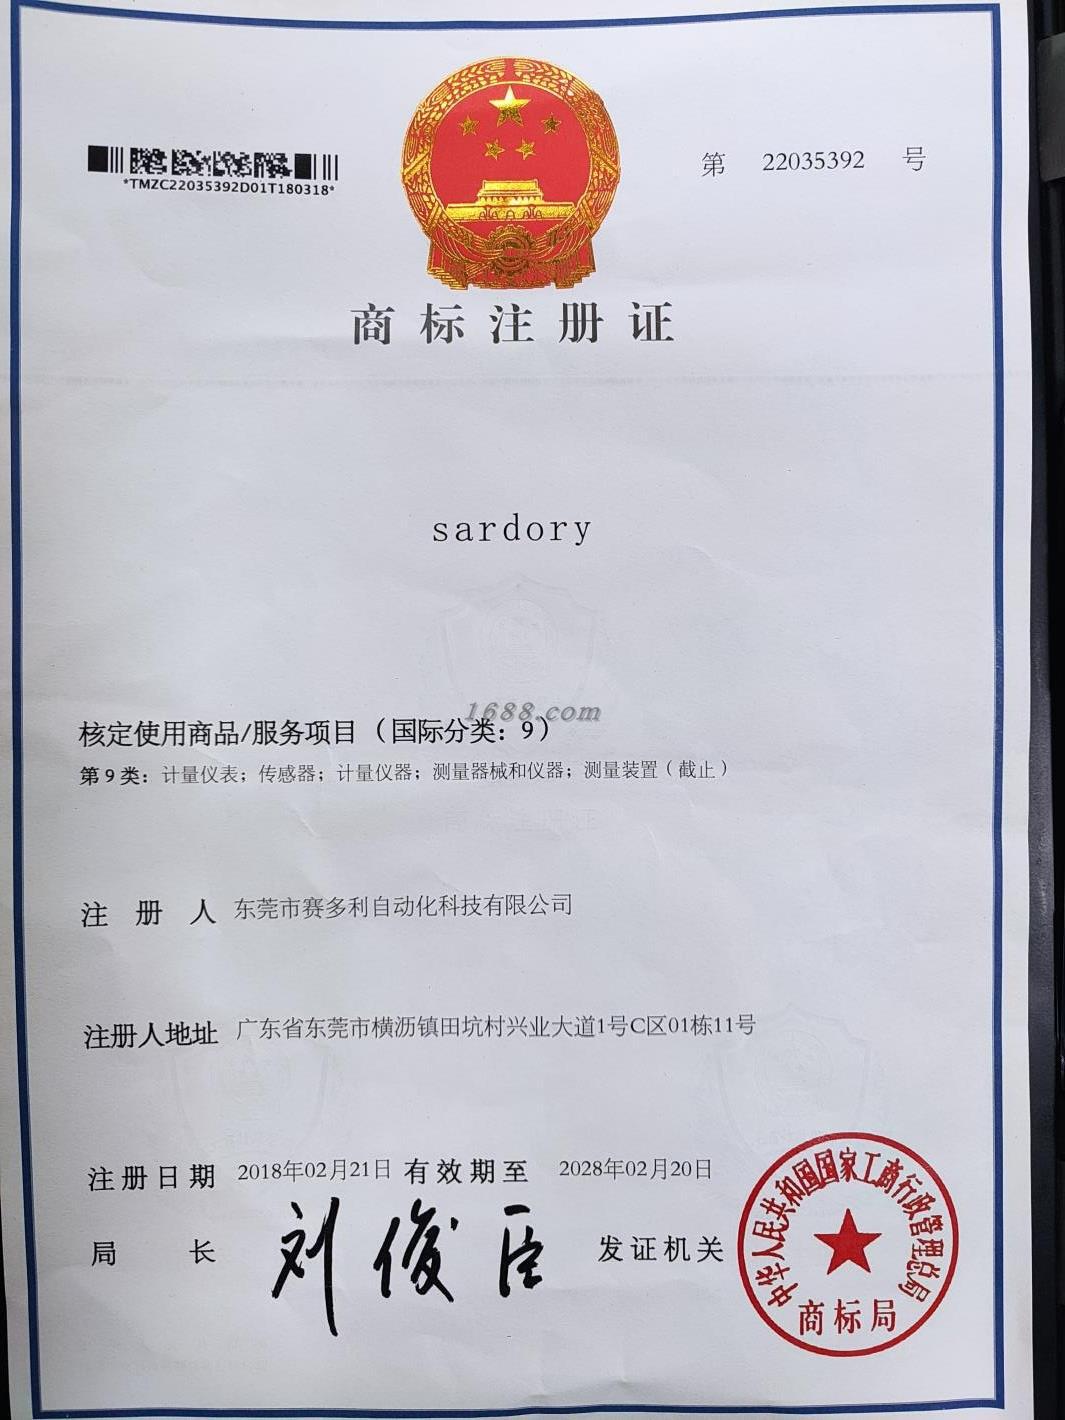 *TMZC22035392D01T180318*
第 22035392 号
商标注册证
sardory
1688.com
核定使用商品/服务项目（国际分类：9）
第9类：计量仪表；传感器；计量仪器；测量器械和仪器；测量装置（截止）
注册人 东莞市赛多利自动化科技有限公司
注册人地址 广东省东莞市横沥镇田坑村兴业大道1号C区01栋11号
注册日期 2018年02月21日 有效期至 2028年02月20日
局长 刘俊臣 发证机关
中华人民共和国国家工商行政管理总局
商标局